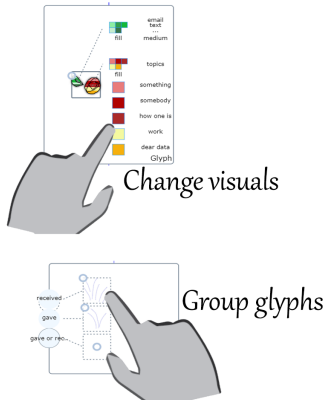 email
text
...
fill medium
topics
fill
something
somebody
how one is
work
dear data
Glyph
Change visuals
received
gave
gave or rec...
Group glyphs